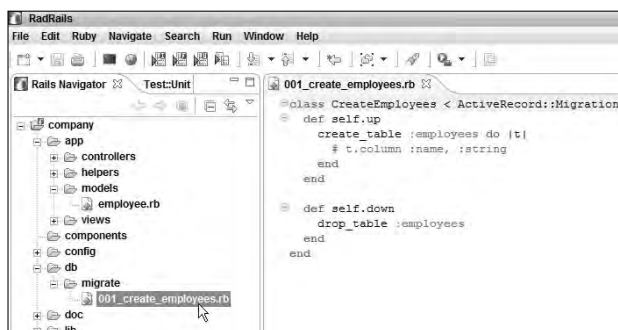 RadRails
File Edit Ruby Navigate Search Run Window Help
Rails Navigator Test::Unit
001_create_employees.rb
company
app
controllers
helpers
models
employee.rb
views
components
config
db
migrate
001_create_employees.rb
doc
lib
class CreateEmployees < ActiveRecord::Migration
def self.up
create_table :employees do |t|
# t.column :name, :string
end
end
def self.down
drop_table :employees
end
end